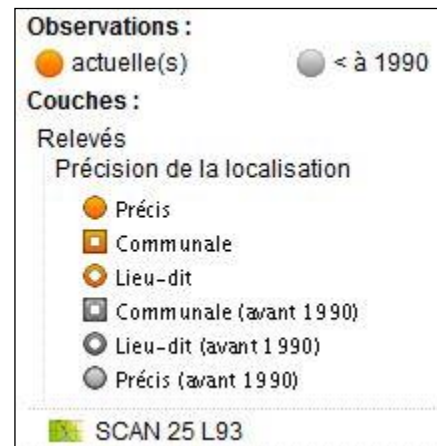 Observations :
actuelle(s) < à 1990
Couches :
Relevés
Précision de la localisation
Précis
Communale
Lieu-dit
Communale (avant 1990)
Lieu-dit (avant 1990)
Précis (avant 1990)
SCAN 25 L93